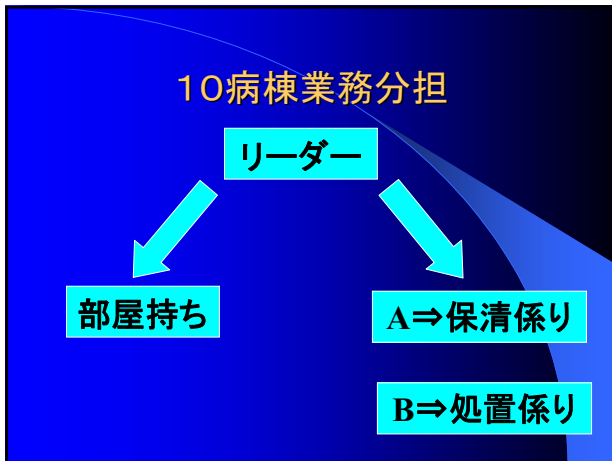 １０病棟業務分担
リーダー
部屋持ち
A⇒保清係り
B⇒処置係り